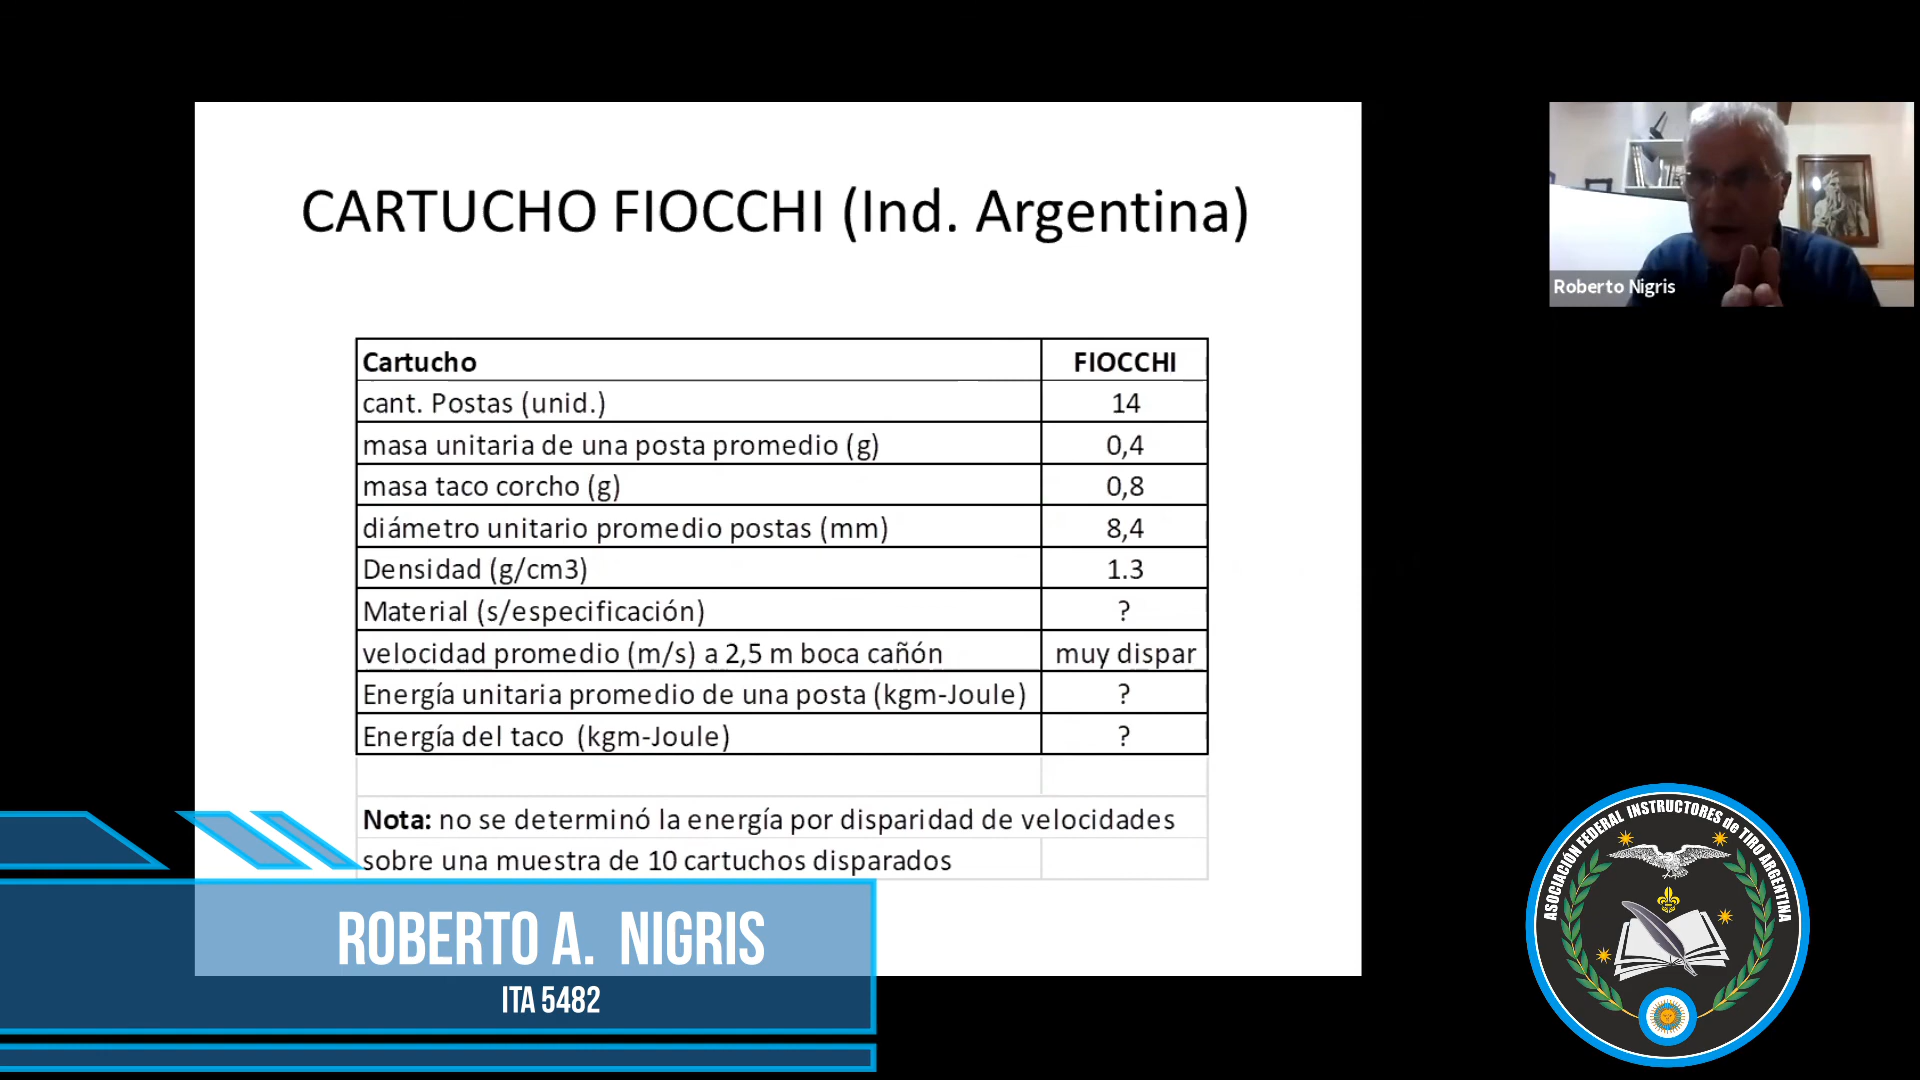 CARTUCHO FIOCCHI (Ind. Argentina)
Cartucho FIOCCHI
cant. Postas (unid.) 14
masa unitaria de una posta promedio (g) 0,4
masa taco corcho (g) 0,8
diámetro unitario promedio postas (mm) 8,4
Densidad (g/cm3) 1.3
Material (s/especificación) ?
velocidad promedio (m/s) a 2,5 m boca cañón muy dispar
Energía unitaria promedio de una posta (kgm-Joule) ?
Energía del taco (kgm-Joule) ?
Nota: no se determinó la energía por disparidad de velocidades
sobre una muestra de 10 cartuchos disparados
Roberto Nigris
ROBERTO A. NIGRIS
ITA 5482
ASOCIACIÓN FEDERAL INSTRUCTORES de TIRO ARGENTINA